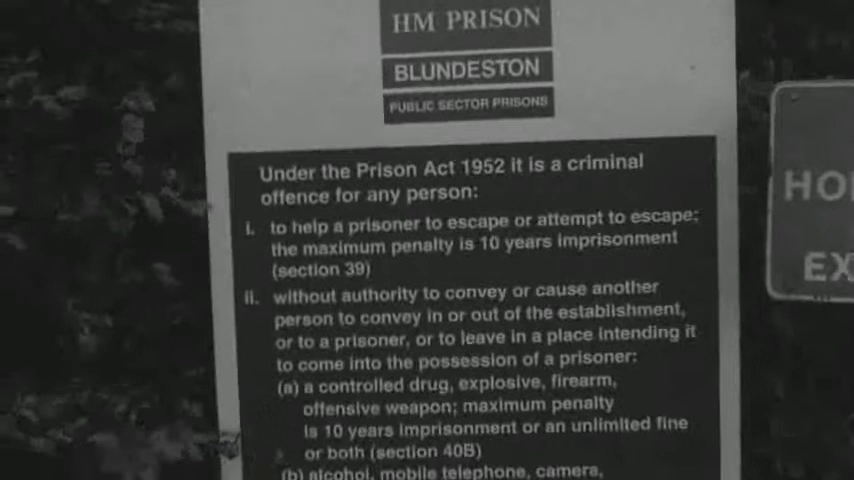 HM PRISON
BLUNDESTON
PUBLIC SECTOR PRISONS
Under the Prison Act 1952 it is a criminal
offence for any person:
i. to help a prisoner to escape or attempt to escape;
the maximum penalty is 10 years imprisonment
(section 39)
ii. without authority to convey or cause another
person to convey in or out of the establishment,
or to a prisoner, or to leave in a place intending it
to come into the possession of a prisoner:
(a) a controlled drug, explosive, firearm,
offensive weapon; maximum penalty
is 10 years imprisonment or an unlimited fine
or both (section 40B)
(b) alcohol, mobile telephone, camera,
HO
EX